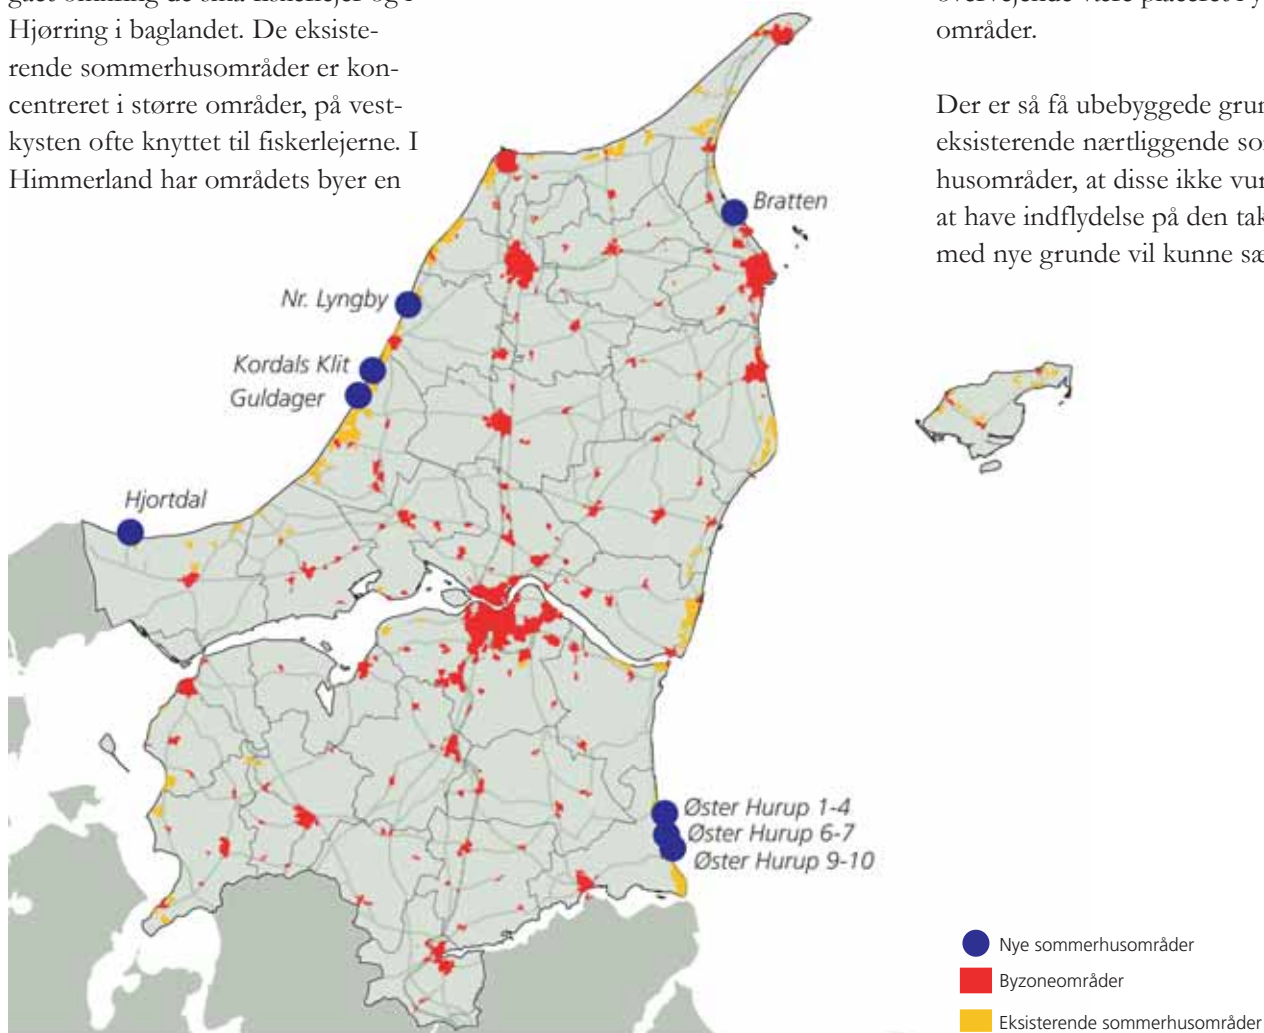 Hjørring i baglandet. De eksiste-
rende sommerhusområder er kon-
centreret i større områder, på vest-
kysten ofte knyttet til fiskerlejerne. I
Himmerland har områdets byer en
områder.
Der er så få ubebyggede grun
eksisterende nærtliggende so
husområder, at disse ikke vur
at have indflydelse på den tak
med nye grunde vil kunne sæ
Bratten
Nr. Lyngby
Kordals Klit
Guldager
Hjortdal
Øster Hurup 1-4
Øster Hurup 6-7
Øster Hurup 9-10
Nye sommerhusområder
Byzoneområder
Eksisterende sommerhusområder